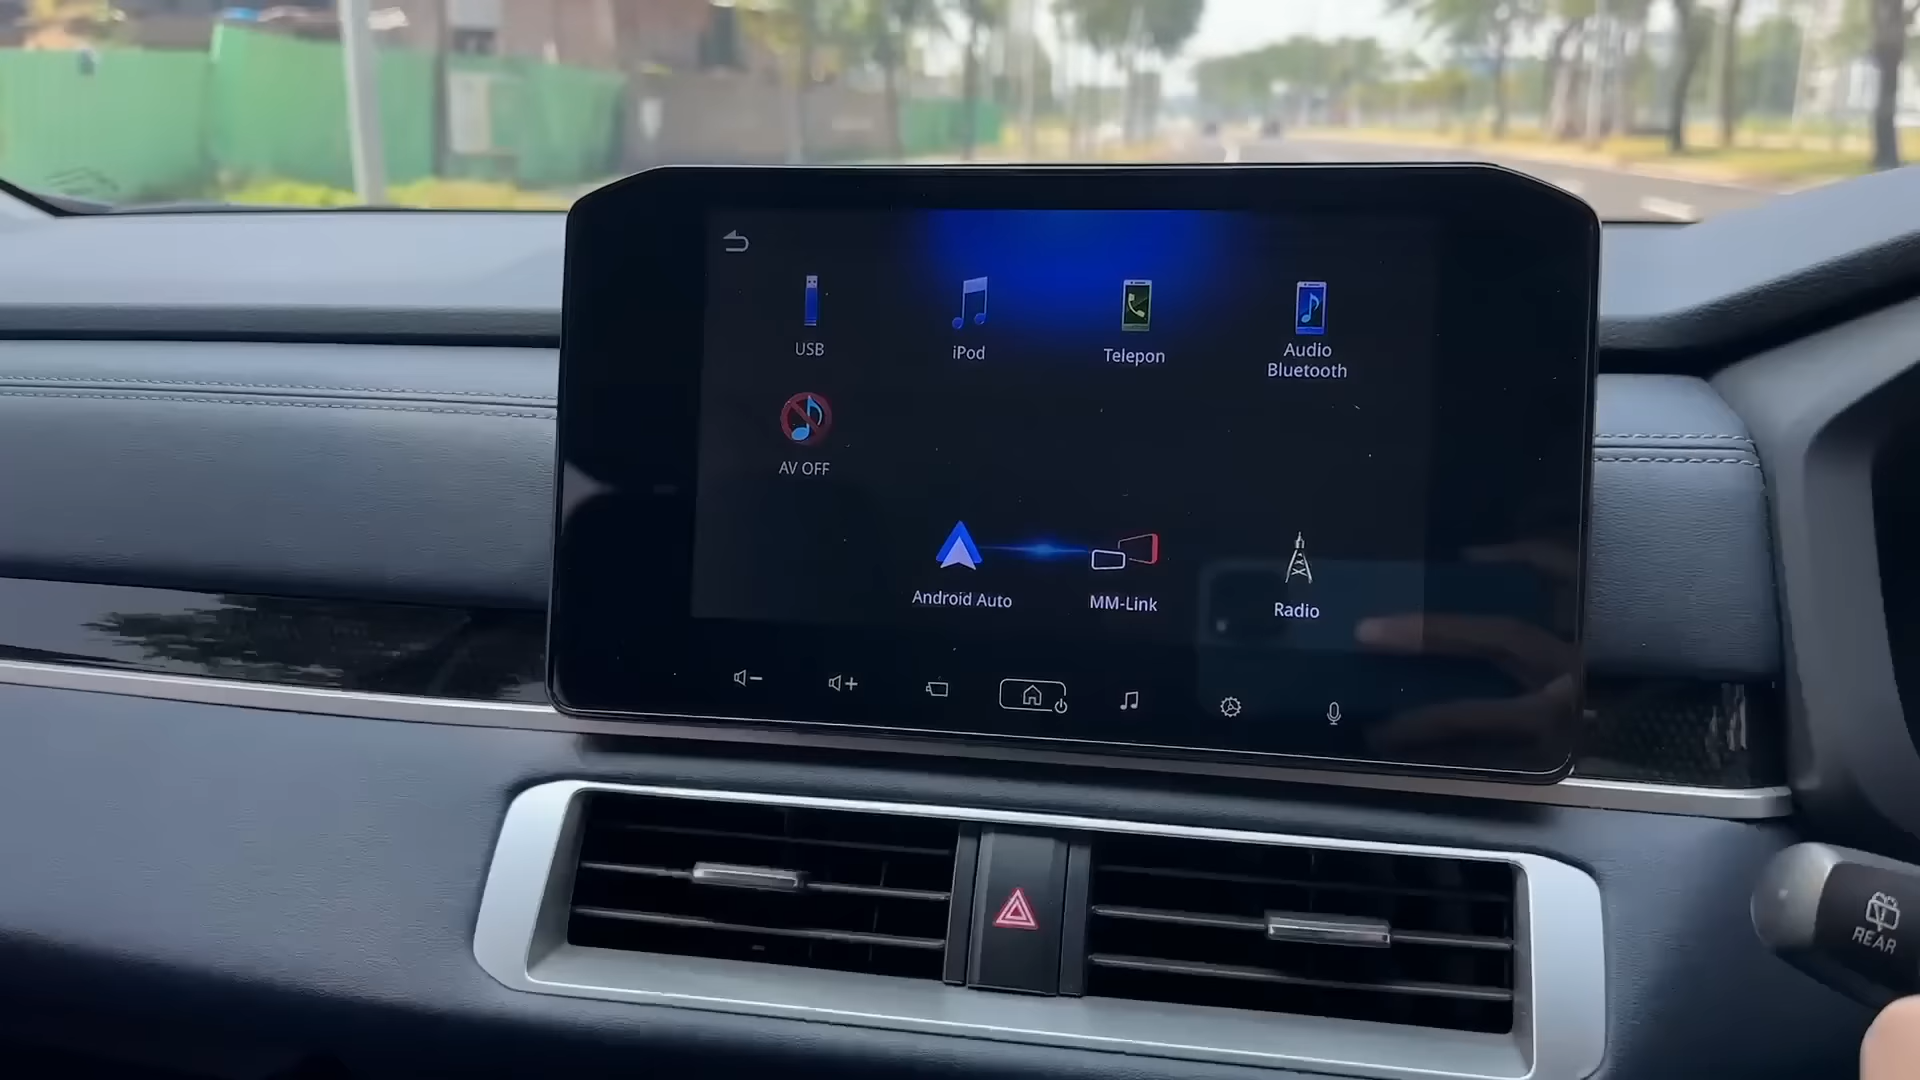 USB
iPod
Telepon
Audio
Bluetooth
AV OFF
Android Auto
MM-Link
Radio
REAR